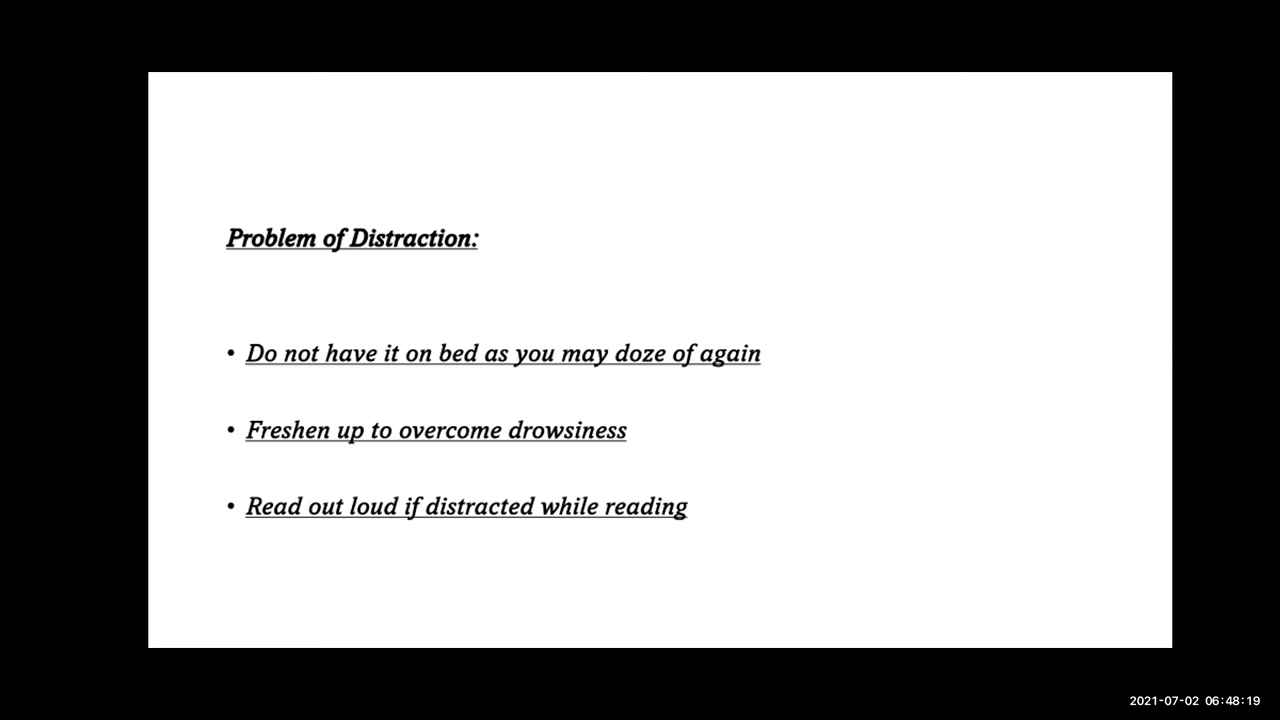 Problem of Distraction:
• Do not have it on bed as you may doze of again
• Freshen up to overcome drowsiness
• Read out loud if distracted while reading
2021-07-02 06:48:19